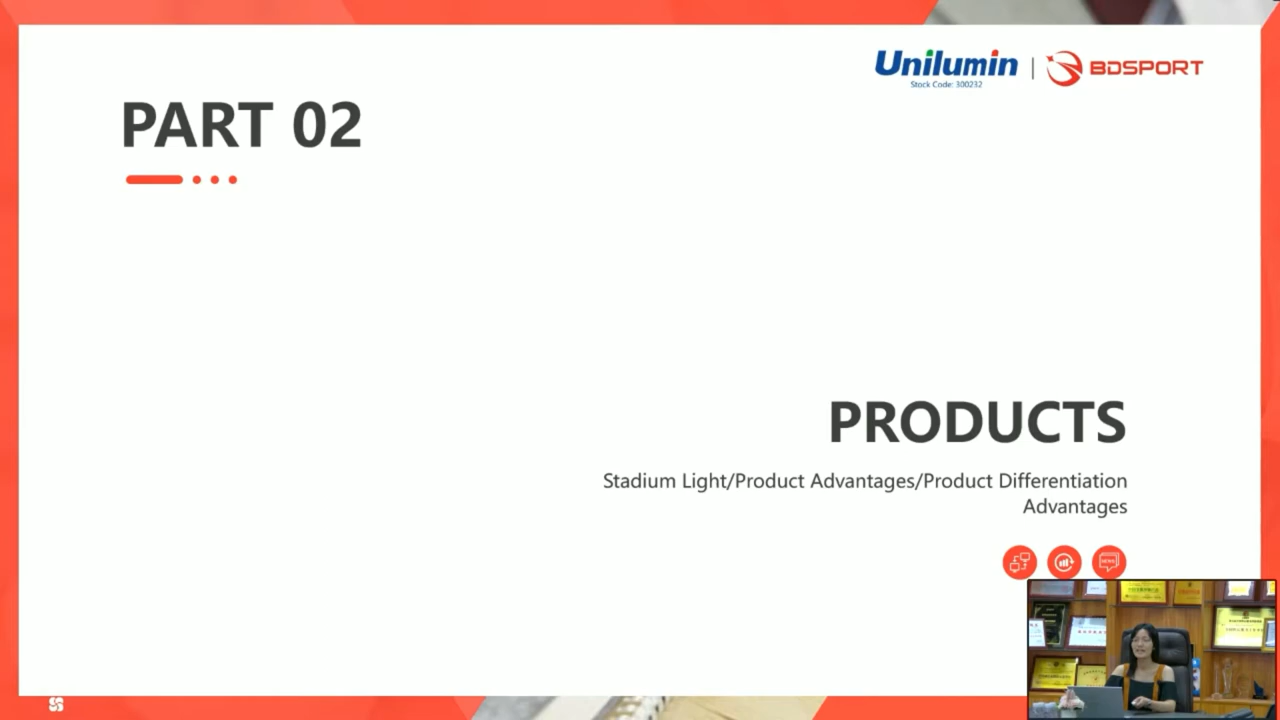 Unilumin
Stock Code: 300232
BDSPORT
PART 02
PRODUCTS
Stadium Light/Product Advantages/Product Differentiation
Advantages